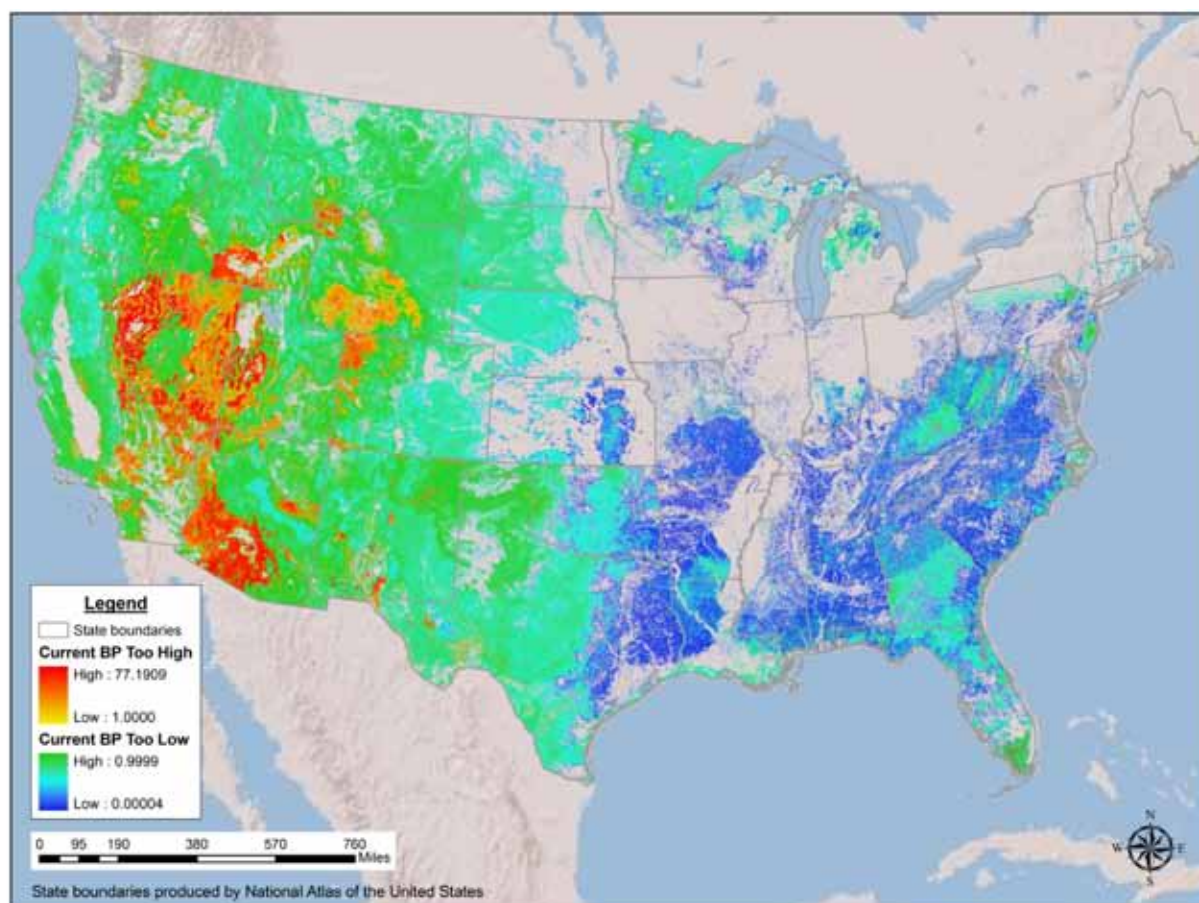 Legend
State boundaries
Current BP Too High
High : 77.1909
Low : 1.0000
Current BP Too Low
High : 0.9999
Low : 0.00004
0 95 190 380 570 760
Miles
State boundaries produced by National Atlas of the United States
N
W E
S